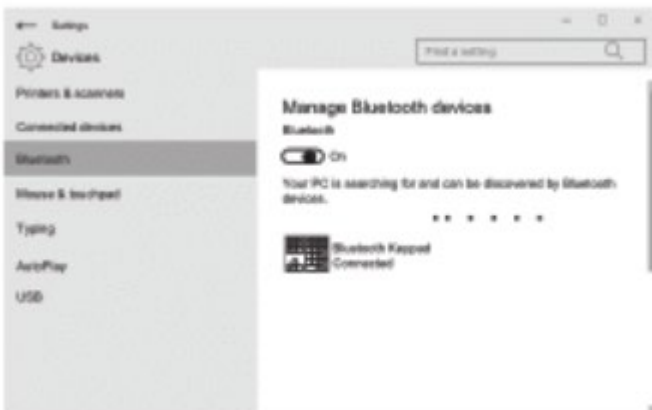 Settings
Devices
Find a setting
Printers & scanners
Connected devices
Bluetooth
Mouse & touchpad
Typing
AutoPlay
USB
Manage Bluetooth devices
Bluetooth
On
Your PC is searching for and can be discovered by Bluetooth
devices.
Bluetooth Keypad
Connected